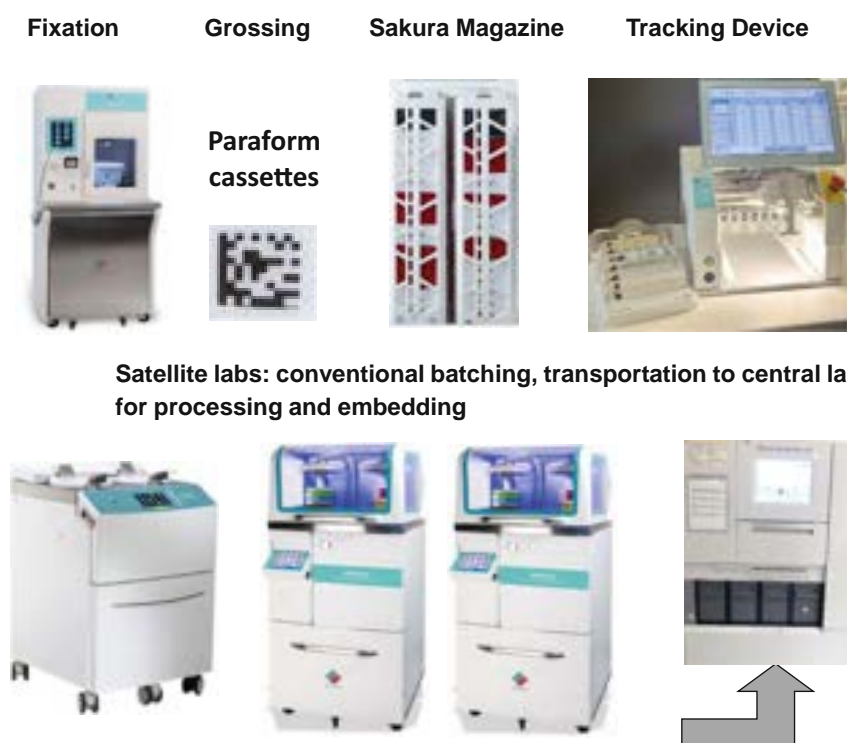 Fixation Grossing Sakura Magazine Tracking Device
Paraform
cassettes
Satellite labs: conventional batching, transportation to central la
for processing and embedding